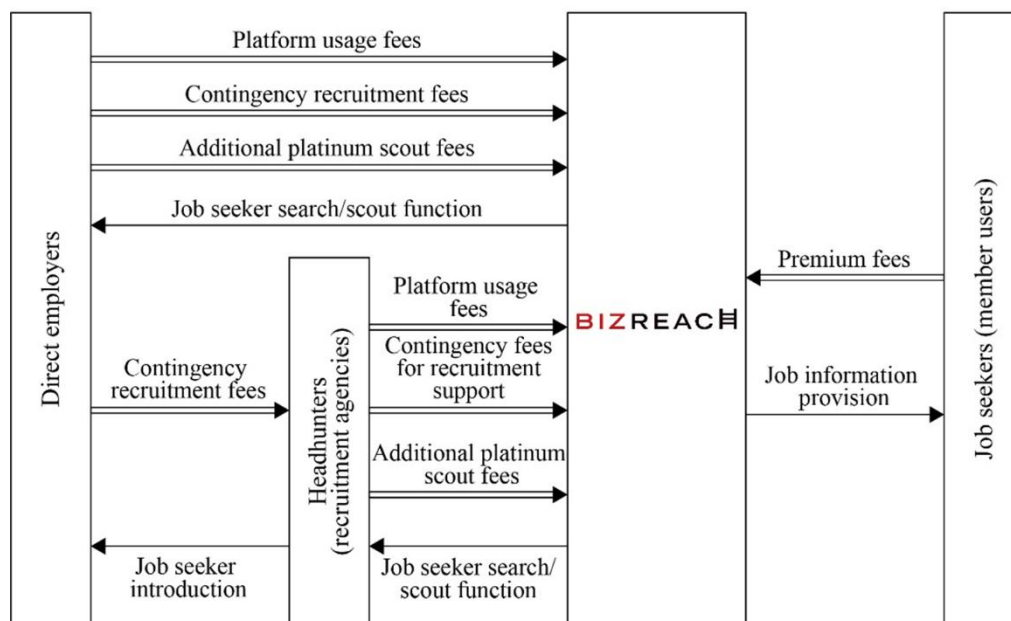 Platform usage fees
Contingency recruitment fees
Additional platinum scout fees
Job seeker search/scout function
Direct employers
Contingency
recruitment fees
Job seeker
introduction
Headhunters
(recruitment agencies)
Platform usage
fees
Contingency fees
for recruitment
support
Additional platinum
scout fees
Job seeker search/
scout function
BIZREACH
Premium fees
Job information
provision
Job seekers (member users)